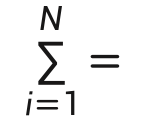 N
∑ =
i=1